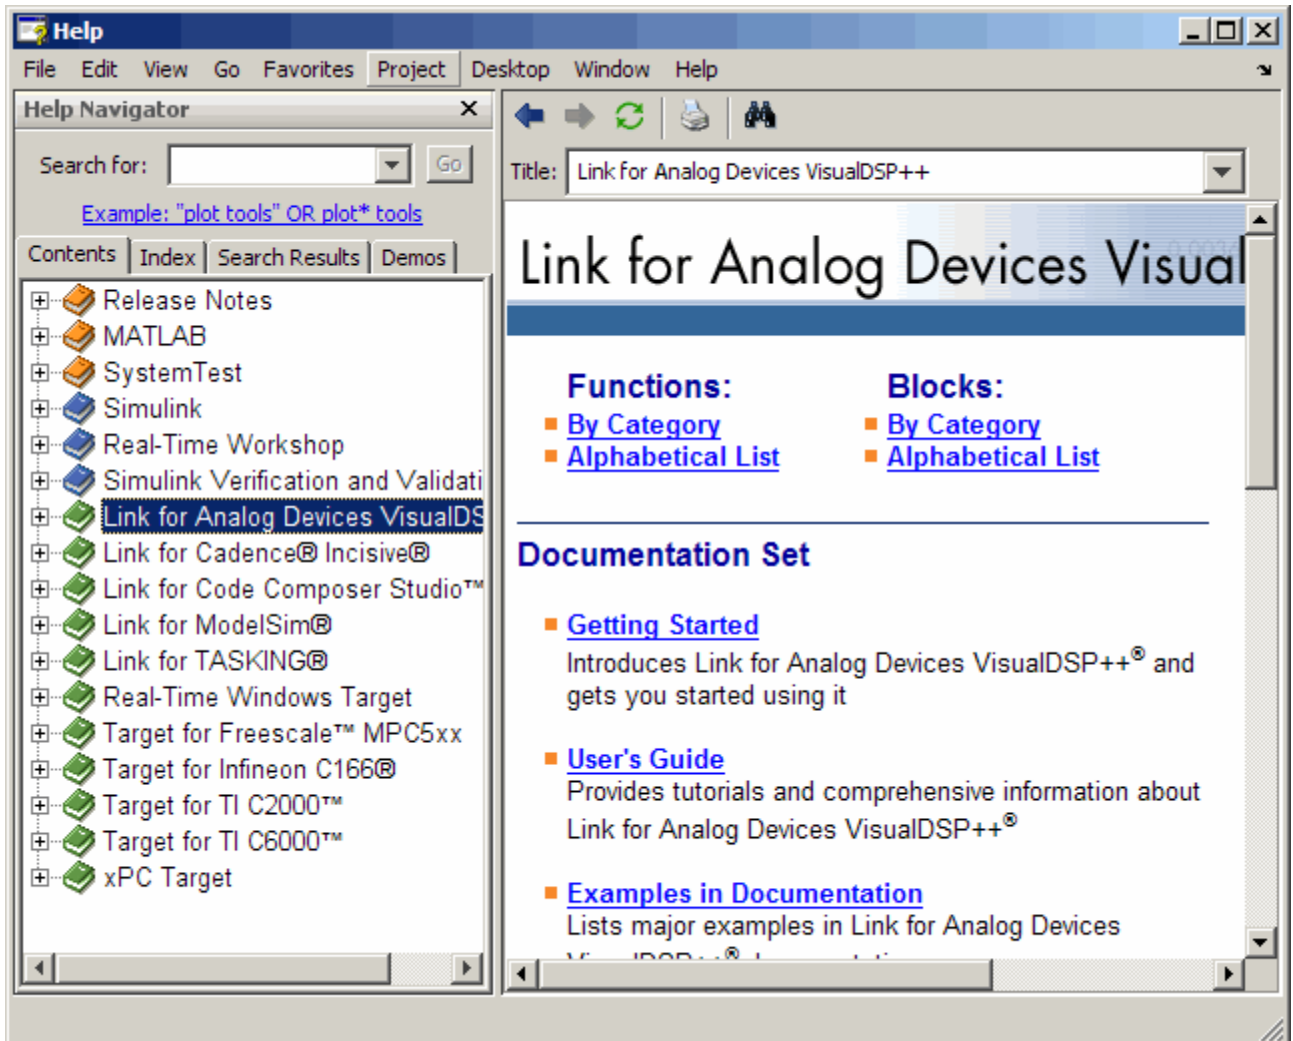 Help
File Edit View Go Favorites Project Desktop Window Help
Help Navigator
Search for: Go
Example: "plot tools" OR plot* tools
Contents Index Search Results Demos
Release Notes
MATLAB
SystemTest
Simulink
Real-Time Workshop
Simulink Verification and Validati
Link for Analog Devices VisualDS
Link for Cadence® Incisive®
Link for Code Composer Studio™
Link for ModelSim®
Link for TASKING®
Real-Time Windows Target
Target for Freescale™ MPC5xx
Target for Infineon C166®
Target for TI C2000™
Target for TI C6000™
xPC Target
Title: Link for Analog Devices VisualDSP++
Link for Analog Devices Visual
Functions: Blocks:
By Category By Category
Alphabetical List Alphabetical List
Documentation Set
Getting Started
Introduces Link for Analog Devices VisualDSP++® and
gets you started using it
User's Guide
Provides tutorials and comprehensive information about
Link for Analog Devices VisualDSP++®
Examples in Documentation
Lists major examples in Link for Analog Devices